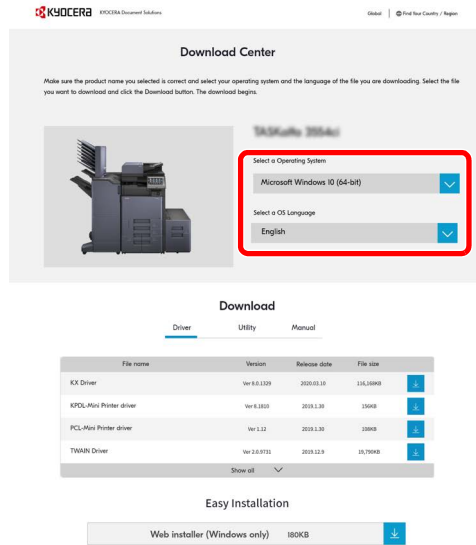 KYOCERA KYOCERA Document Solutions
Global Find Your Country / Region
Download Center
Make sure the product name you selected is correct and select your operating system and the language of the file you are downloading. Select the file
you want to download and click the Download button. The download begins.
Select a Operating System
Microsoft Windows 10 (64-bit)
Select a OS Language
English
Download
Driver Utility Manual
File name Version Release date File size
KX Driver Ver 8.0.1329 2020.03.10 116,168KB
KPDL-Mini Printer driver Ver 8.1810 2019.1.30 156KB
PCL-Mini Printer driver Ver 1.12 2019.1.30 108KB
TWAIN Driver Ver 2.0.9731 2019.12.9 19,790KB
Show all
Easy Installation
Web installer (Windows only) 180KB